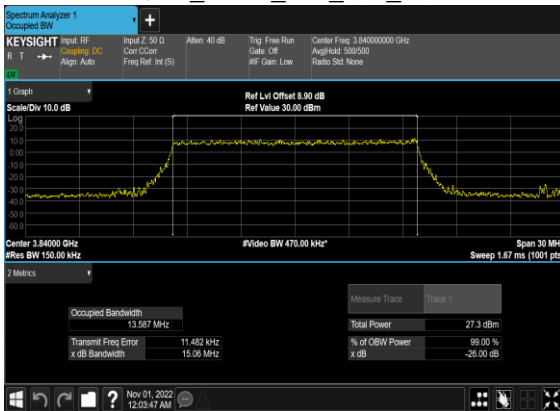 Spectrum Analyzer 1
Occupied BW
KEYSIGHT Input: RF Input Z: 50 Ω Atten: 40 dB Trig: Free Run Center Freq: 3.840000000 GHz
R T Coupling: DC Corr CCorr Gate: Off Avg|Hold: 500/500
Align: Auto Freq Ref: Int (S) #IF Gain: Low Radio Std: None
1 Graph
Ref Lvl Offset 8.90 dB
Scale/Div 10.0 dB Ref Value 30.00 dBm
Log
20.0
10.0
0.00
-10.0
-20.0
-30.0
-40.0
-50.0
-60.0
Center 3.84000 GHz #Video BW 470.00 kHz* Span 30 MH
#Res BW 150.00 kHz Sweep 1.67 ms (1001 pts
2 Metrics
Measure Trace Trace 1
Occupied Bandwidth
13.587 MHz Total Power 27.3 dBm
Transmit Freq Error 11.482 kHz % of OBW Power 99.00 %
x dB Bandwidth 15.06 MHz x dB -26.00 dB
Nov 01, 2022
12:03:47 AM